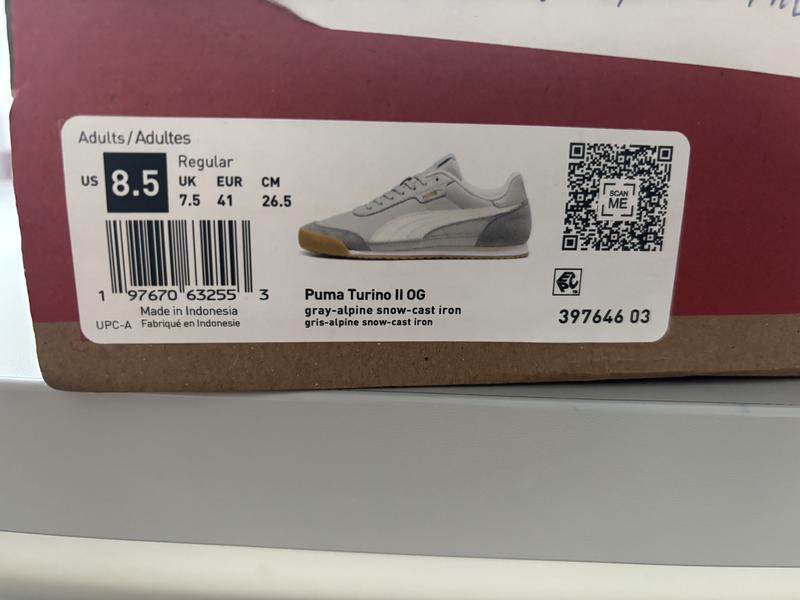 Adults/Adultes
US 8.5
Regular
UK EUR CM
7.5 41 26.5
1 97670 63255 3
Made in Indonesia
UPC-A Fabriqué en Indonesie
Puma Turino II OG
gray-alpine snow-cast iron
gris-alpine snow-cast iron
SCAN
ME
397646 03